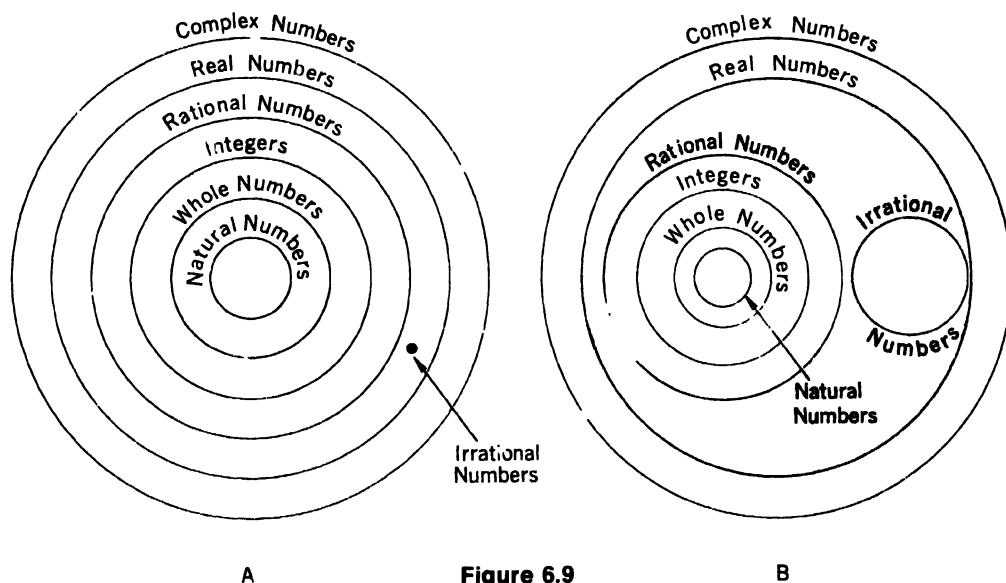 Complex Numbers
Real Numbers
Rational Numbers
Integers
Whole Numbers
Natural Numbers
Irrational
Numbers
A
Complex Numbers
Real Numbers
Rational Numbers
Integers
Whole Numbers
Irrational
Numbers
Natural
Numbers
B
Figure 6.9